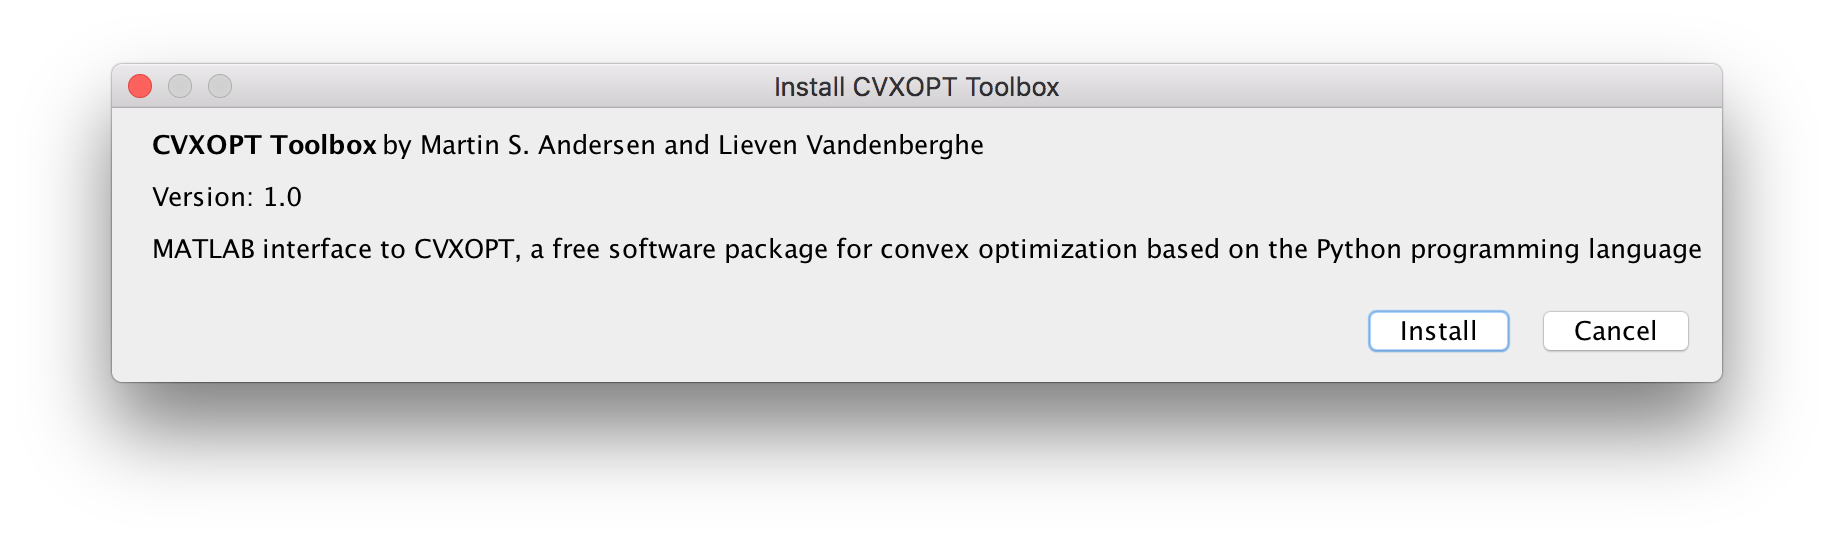 Install CVXOPT Toolbox
CVXOPT Toolbox by Martin S. Andersen and Lieven Vandenberghe
Version: 1.0
MATLAB interface to CVXOPT, a free software package for convex optimization based on the Python programming language
Install Cancel